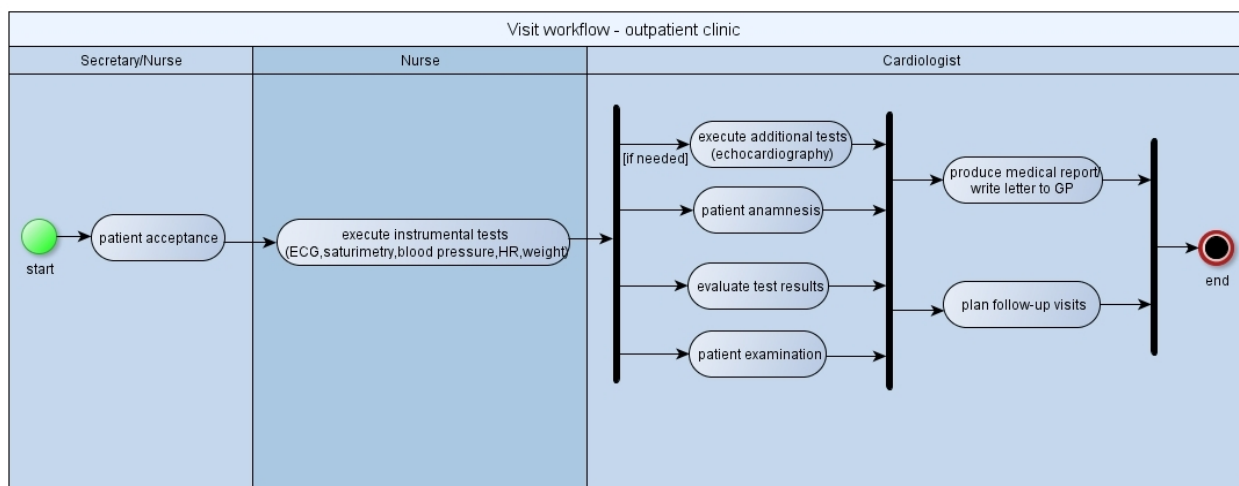 Visit workflow - outpatient clinic
Secretary/Nurse
Nurse
Cardiologist
start
patient acceptance
execute instrumental tests
(ECG,saturimetry,blood pressure,HR,weight)
execute additional tests
(echocardiography)
[if needed]
patient anamnesis
evaluate test results
patient examination
produce medical report/
write letter to GP
plan follow-up visits
end